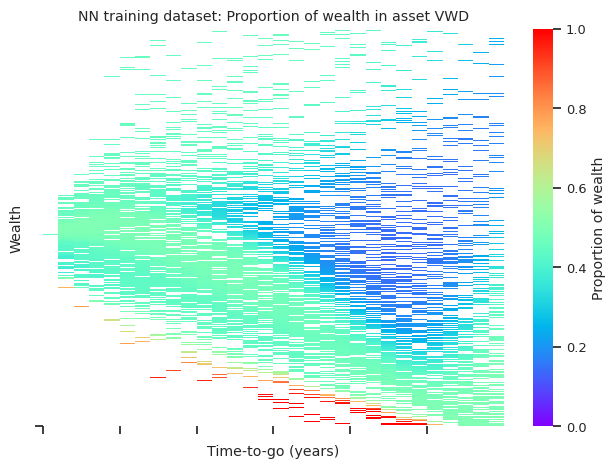 NN training dataset: Proportion of wealth in asset VWD
Wealth
Time-to-go (years)
1.0
0.8
0.6
0.4
0.2
0.0
Proportion of wealth